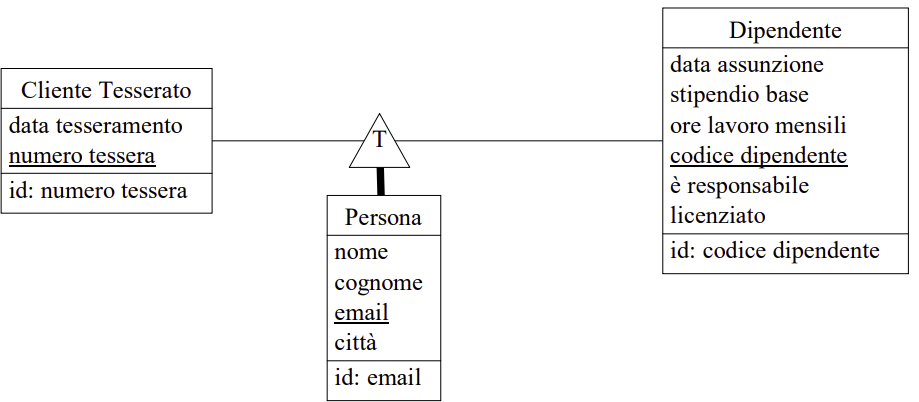 Cliente Tesserato
data tesseramento
numero tessera
id: numero tessera
T
Persona
nome
cognome
email
città
id: email
Dipendente
data assunzione
stipendio base
ore lavoro mensili
codice dipendente
è responsabile
licenziato
id: codice dipendente